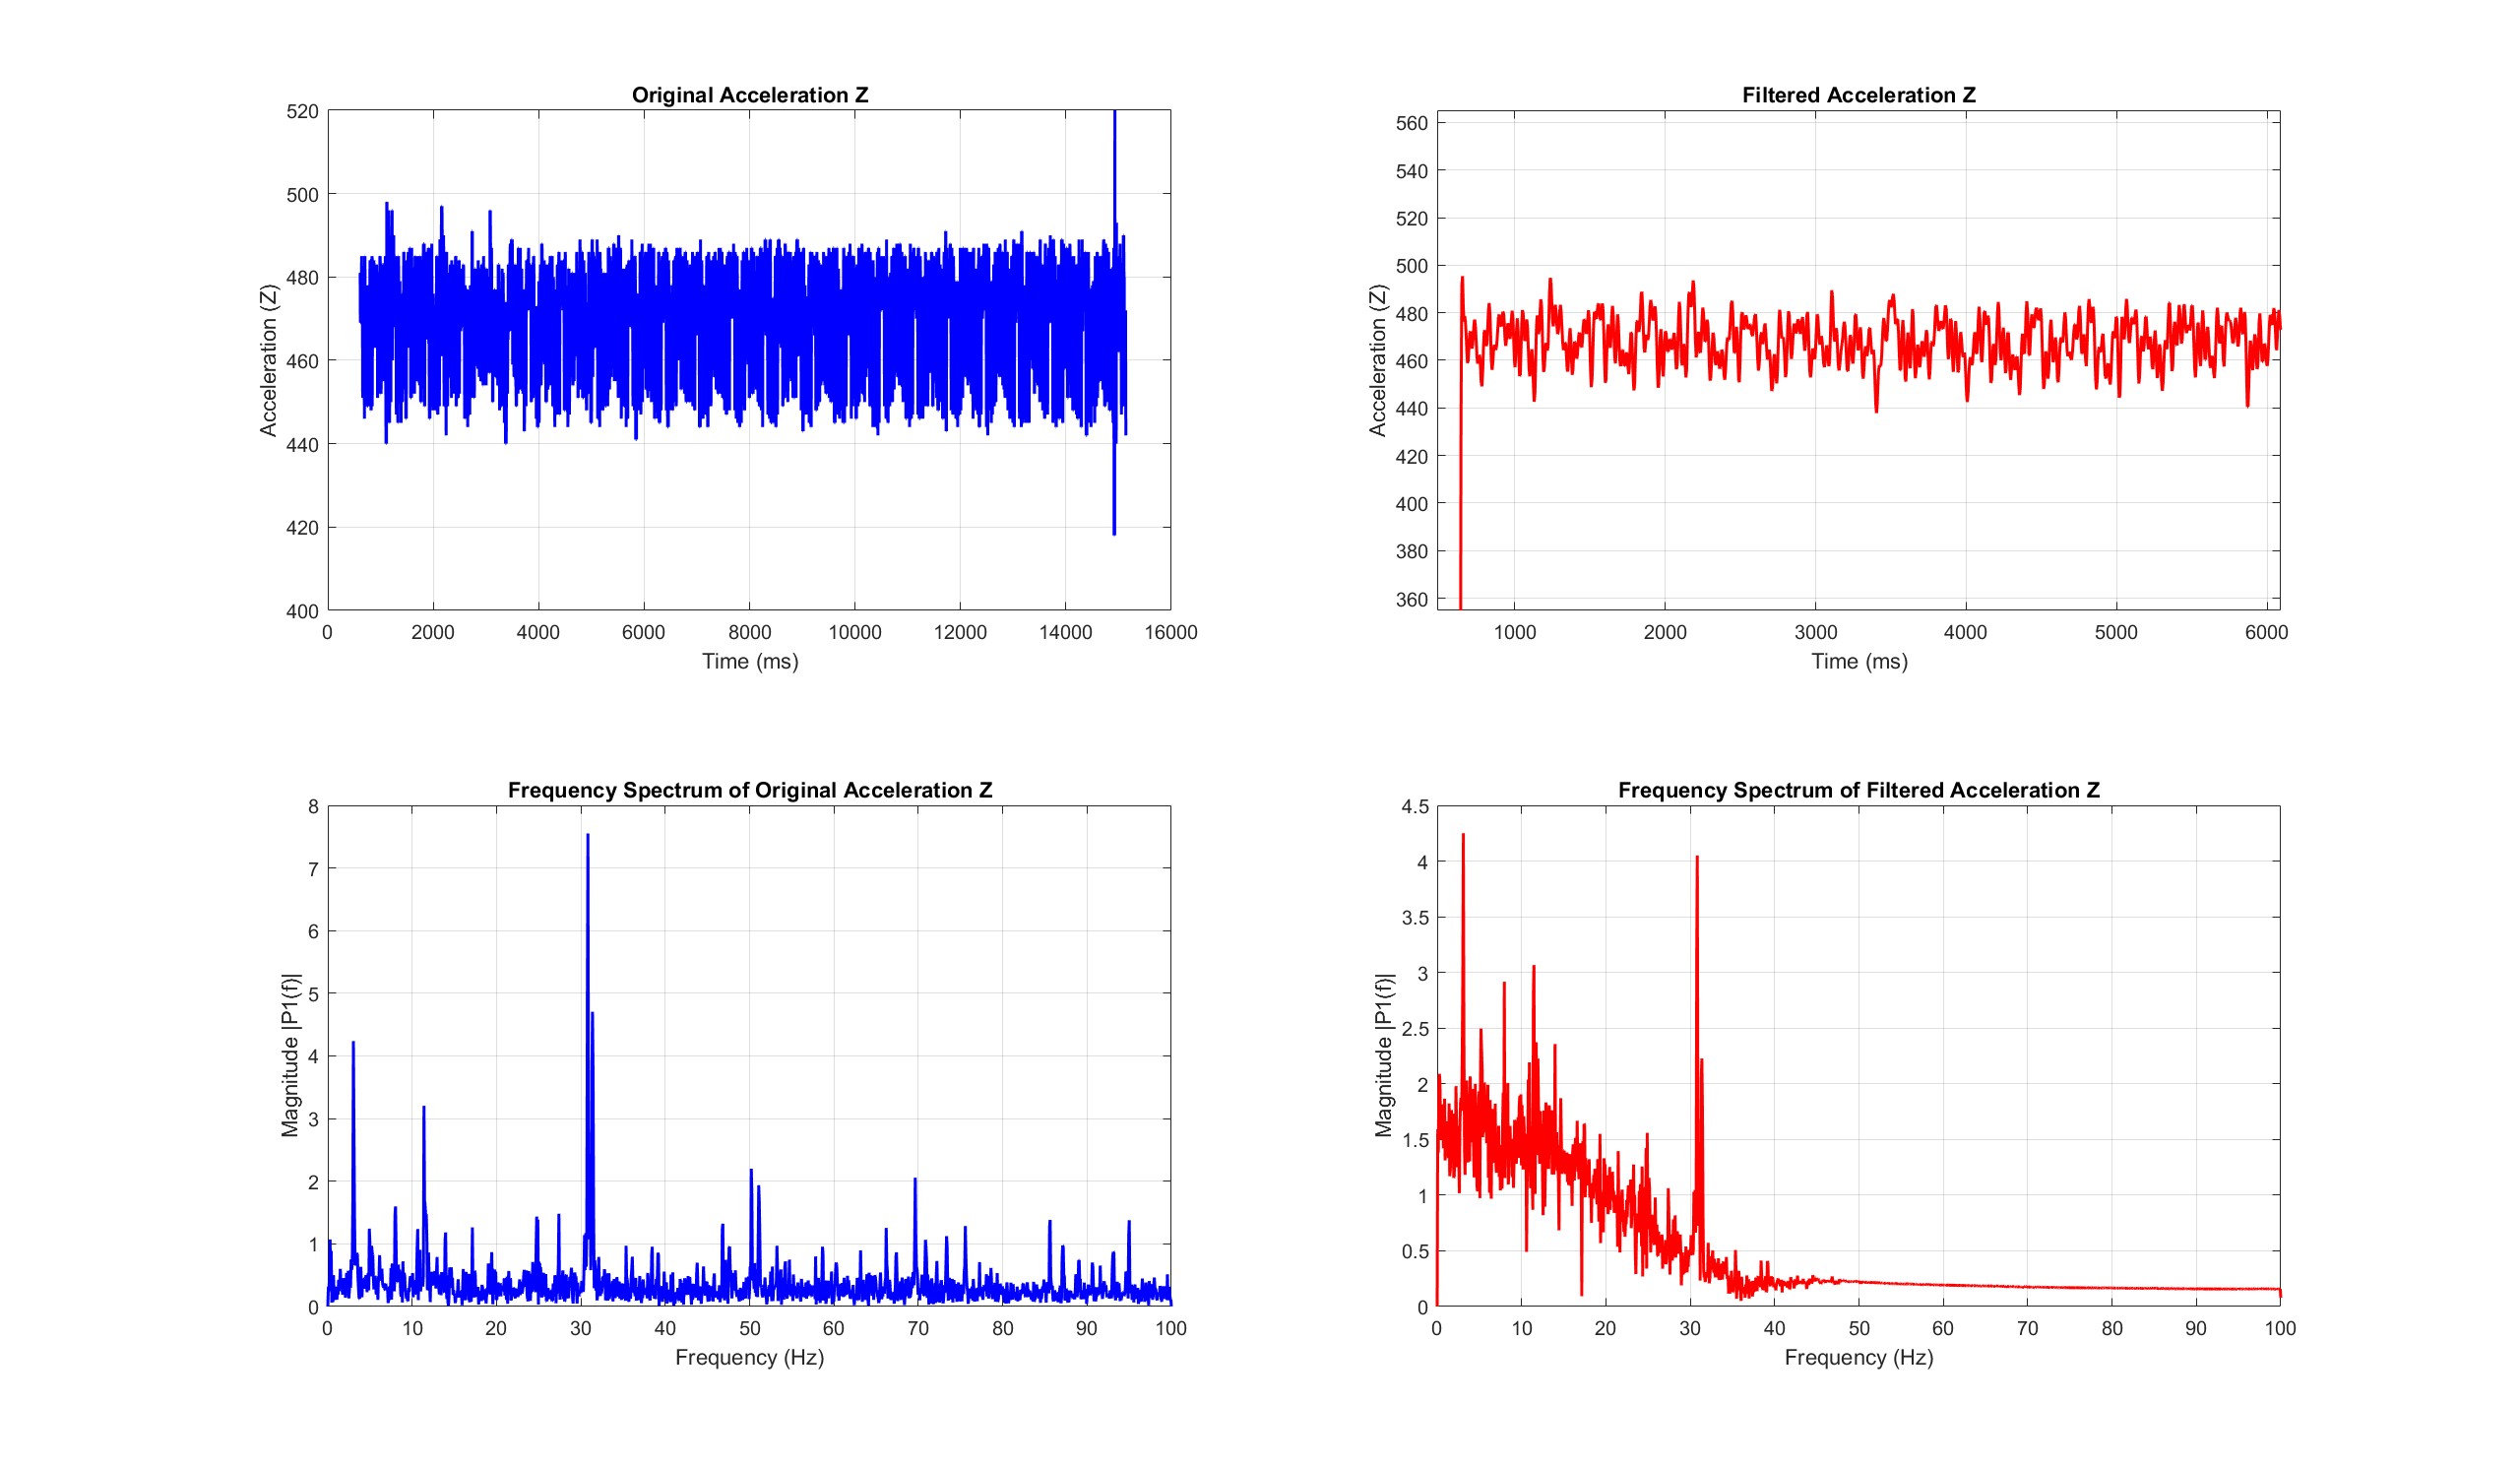 Original Acceleration Z
520
500
480
460
440
420
400
Acceleration (Z)
0 2000 4000 6000 8000 10000 12000 14000 16000
Time (ms)
Filtered Acceleration Z
560
540
520
500
480
460
440
420
400
380
360
Acceleration (Z)
1000 2000 3000 4000 5000 6000
Time (ms)
Frequency Spectrum of Original Acceleration Z
8
7
6
5
4
3
2
1
0
Magnitude |P1(f)|
0 10 20 30 40 50 60 70 80 90 100
Frequency (Hz)
Frequency Spectrum of Filtered Acceleration Z
4.5
4
3.5
3
2.5
2
1.5
1
0.5
0
Magnitude |P1(f)|
0 10 20 30 40 50 60 70 80 90 100
Frequency (Hz)